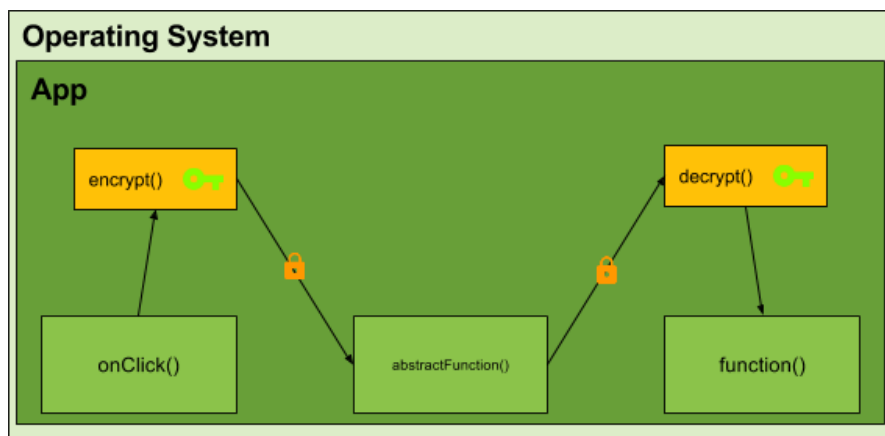 Operating System
App
encrypt()
decrypt()
onClick()
abstractFunction()
function()